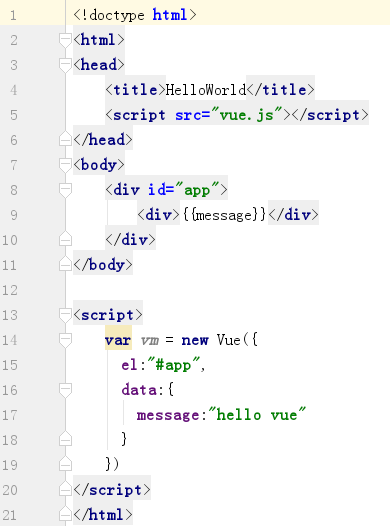 1 <!doctype html>
2 <html>
3 <head>
4     <title>HelloWorld</title>
5     <script src="vue.js"></script>
6 </head>
7 <body>
8     <div id="app">
9         <div>{{message}}</div>
10     </div>
11 </body>
12
13 <script>
14     var vm = new Vue({
15       el:"#app",
16       data:{
17         message:"hello vue"
18       }
19     })
20 </script>
21 </html>